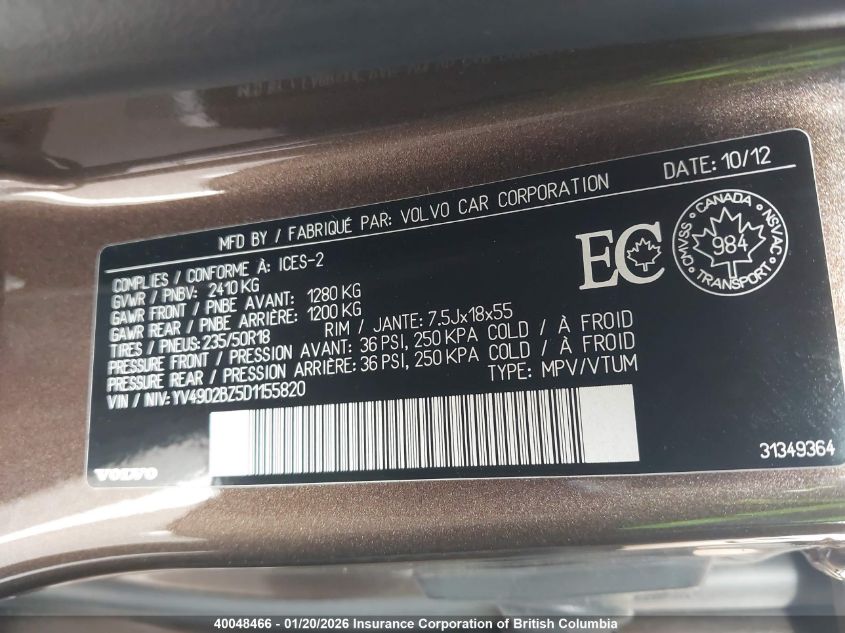 DATE: 10/12
MFD BY / FABRIQUÉ PAR: VOLVO CAR CORPORATION
EC
CANADA
CMVSS
NSVAC
984
TRANSPORT
COMPLIES / CONFORME À: ICES-2
GVWR / PNBV: 2410 KG
GAWR FRONT / PNBE AVANT: 1280 KG
GAWR REAR / PNBE ARRIÈRE: 1200 KG
TIRES / PNEUS: 235/50R18 RIM / JANTE: 7.5Jx18x55
PRESSURE FRONT / PRESSION AVANT: 36 PSI, 250 KPA COLD / À FROID
PRESSURE REAR / PRESSION ARRIÈRE: 36 PSI, 250 KPA COLD / À FROID
VIN / NIV: YV4902BZ5D1155820 TYPE: MPV/VTUM
VOLVO
31349364
40048466 - 01/20/2026 Insurance Corporation of British Columbia